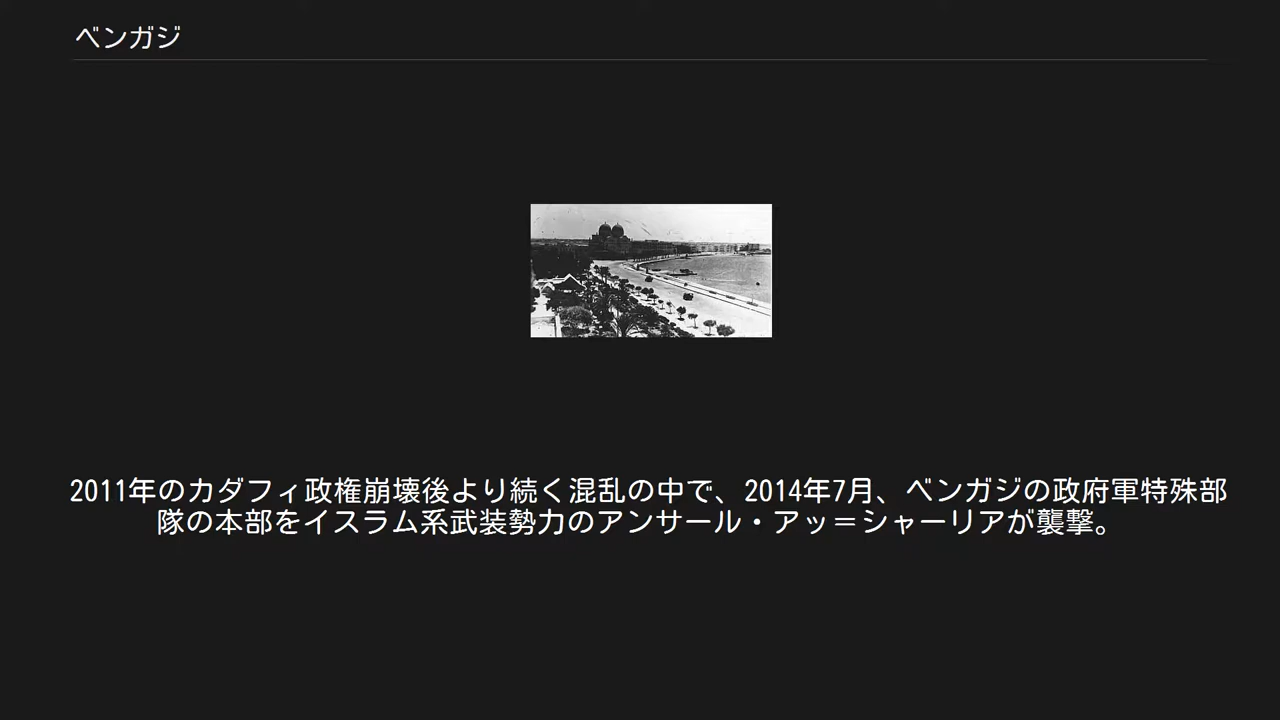 ベンガジ
2011年のカダフィ政権崩壊後より続く混乱の中で、2014年7月、ベンガジの政府軍特殊部
隊の本部をイスラム系武装勢力のアンサール・アッ＝シャーリアが襲撃。